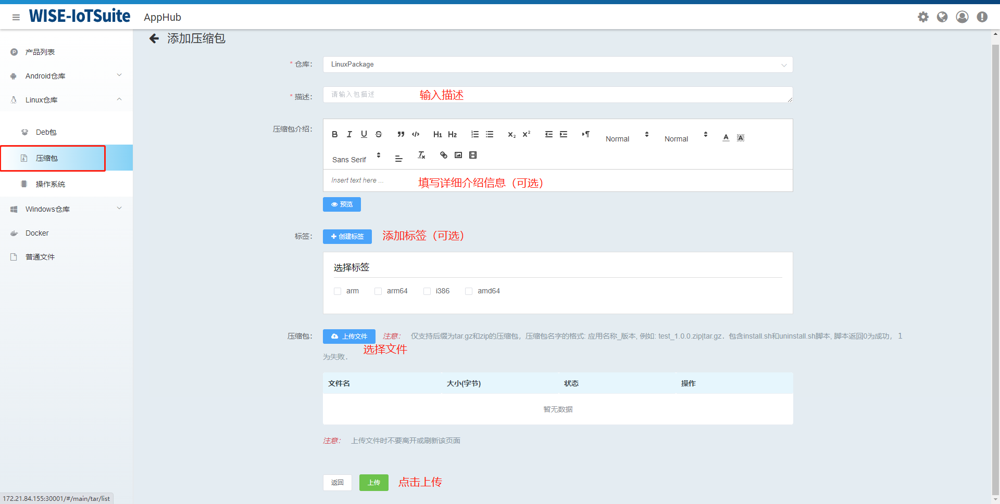 WISE-IoTSuite AppHub
添加压缩包
产品列表
Android仓库
Linux仓库
Deb包
压缩包
操作系统
Windows仓库
Docker
普通文件
* 仓库: LinuxPackage
* 描述: 请输入包描述 输入描述
压缩包介绍:
B I U S H1 H2 x2 x2 Normal Normal A A
Sans Serif
Insert text here ... 填写详细介绍信息（可选）
预览
标签: 创建标签 添加标签（可选）
选择标签
arm arm64 i386 amd64
压缩包: 上传文件 注意: 仅支持后缀为tar.gz和zip的压缩包，压缩包名字的格式: 应用名称_版本, 例如: test_1.0.0.zip|tar.gz. 包含install.sh和uninstall.sh脚本, 脚本返回0为成功， 1
为失败.
选择文件
文件名 大小(字节) 状态 操作
暂无数据
注意: 上传文件时不要离开或刷新该页面
返回 上传 点击上传
172.21.84.155:30001/#/main/tar/list